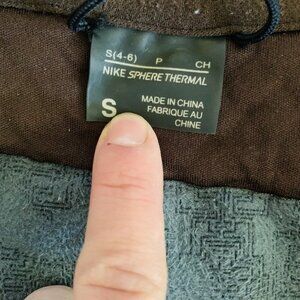 S(4-6) P CH
NIKE SPHERE THERMAL
S
MADE IN CHINA
FABRIQUE AU
CHINE